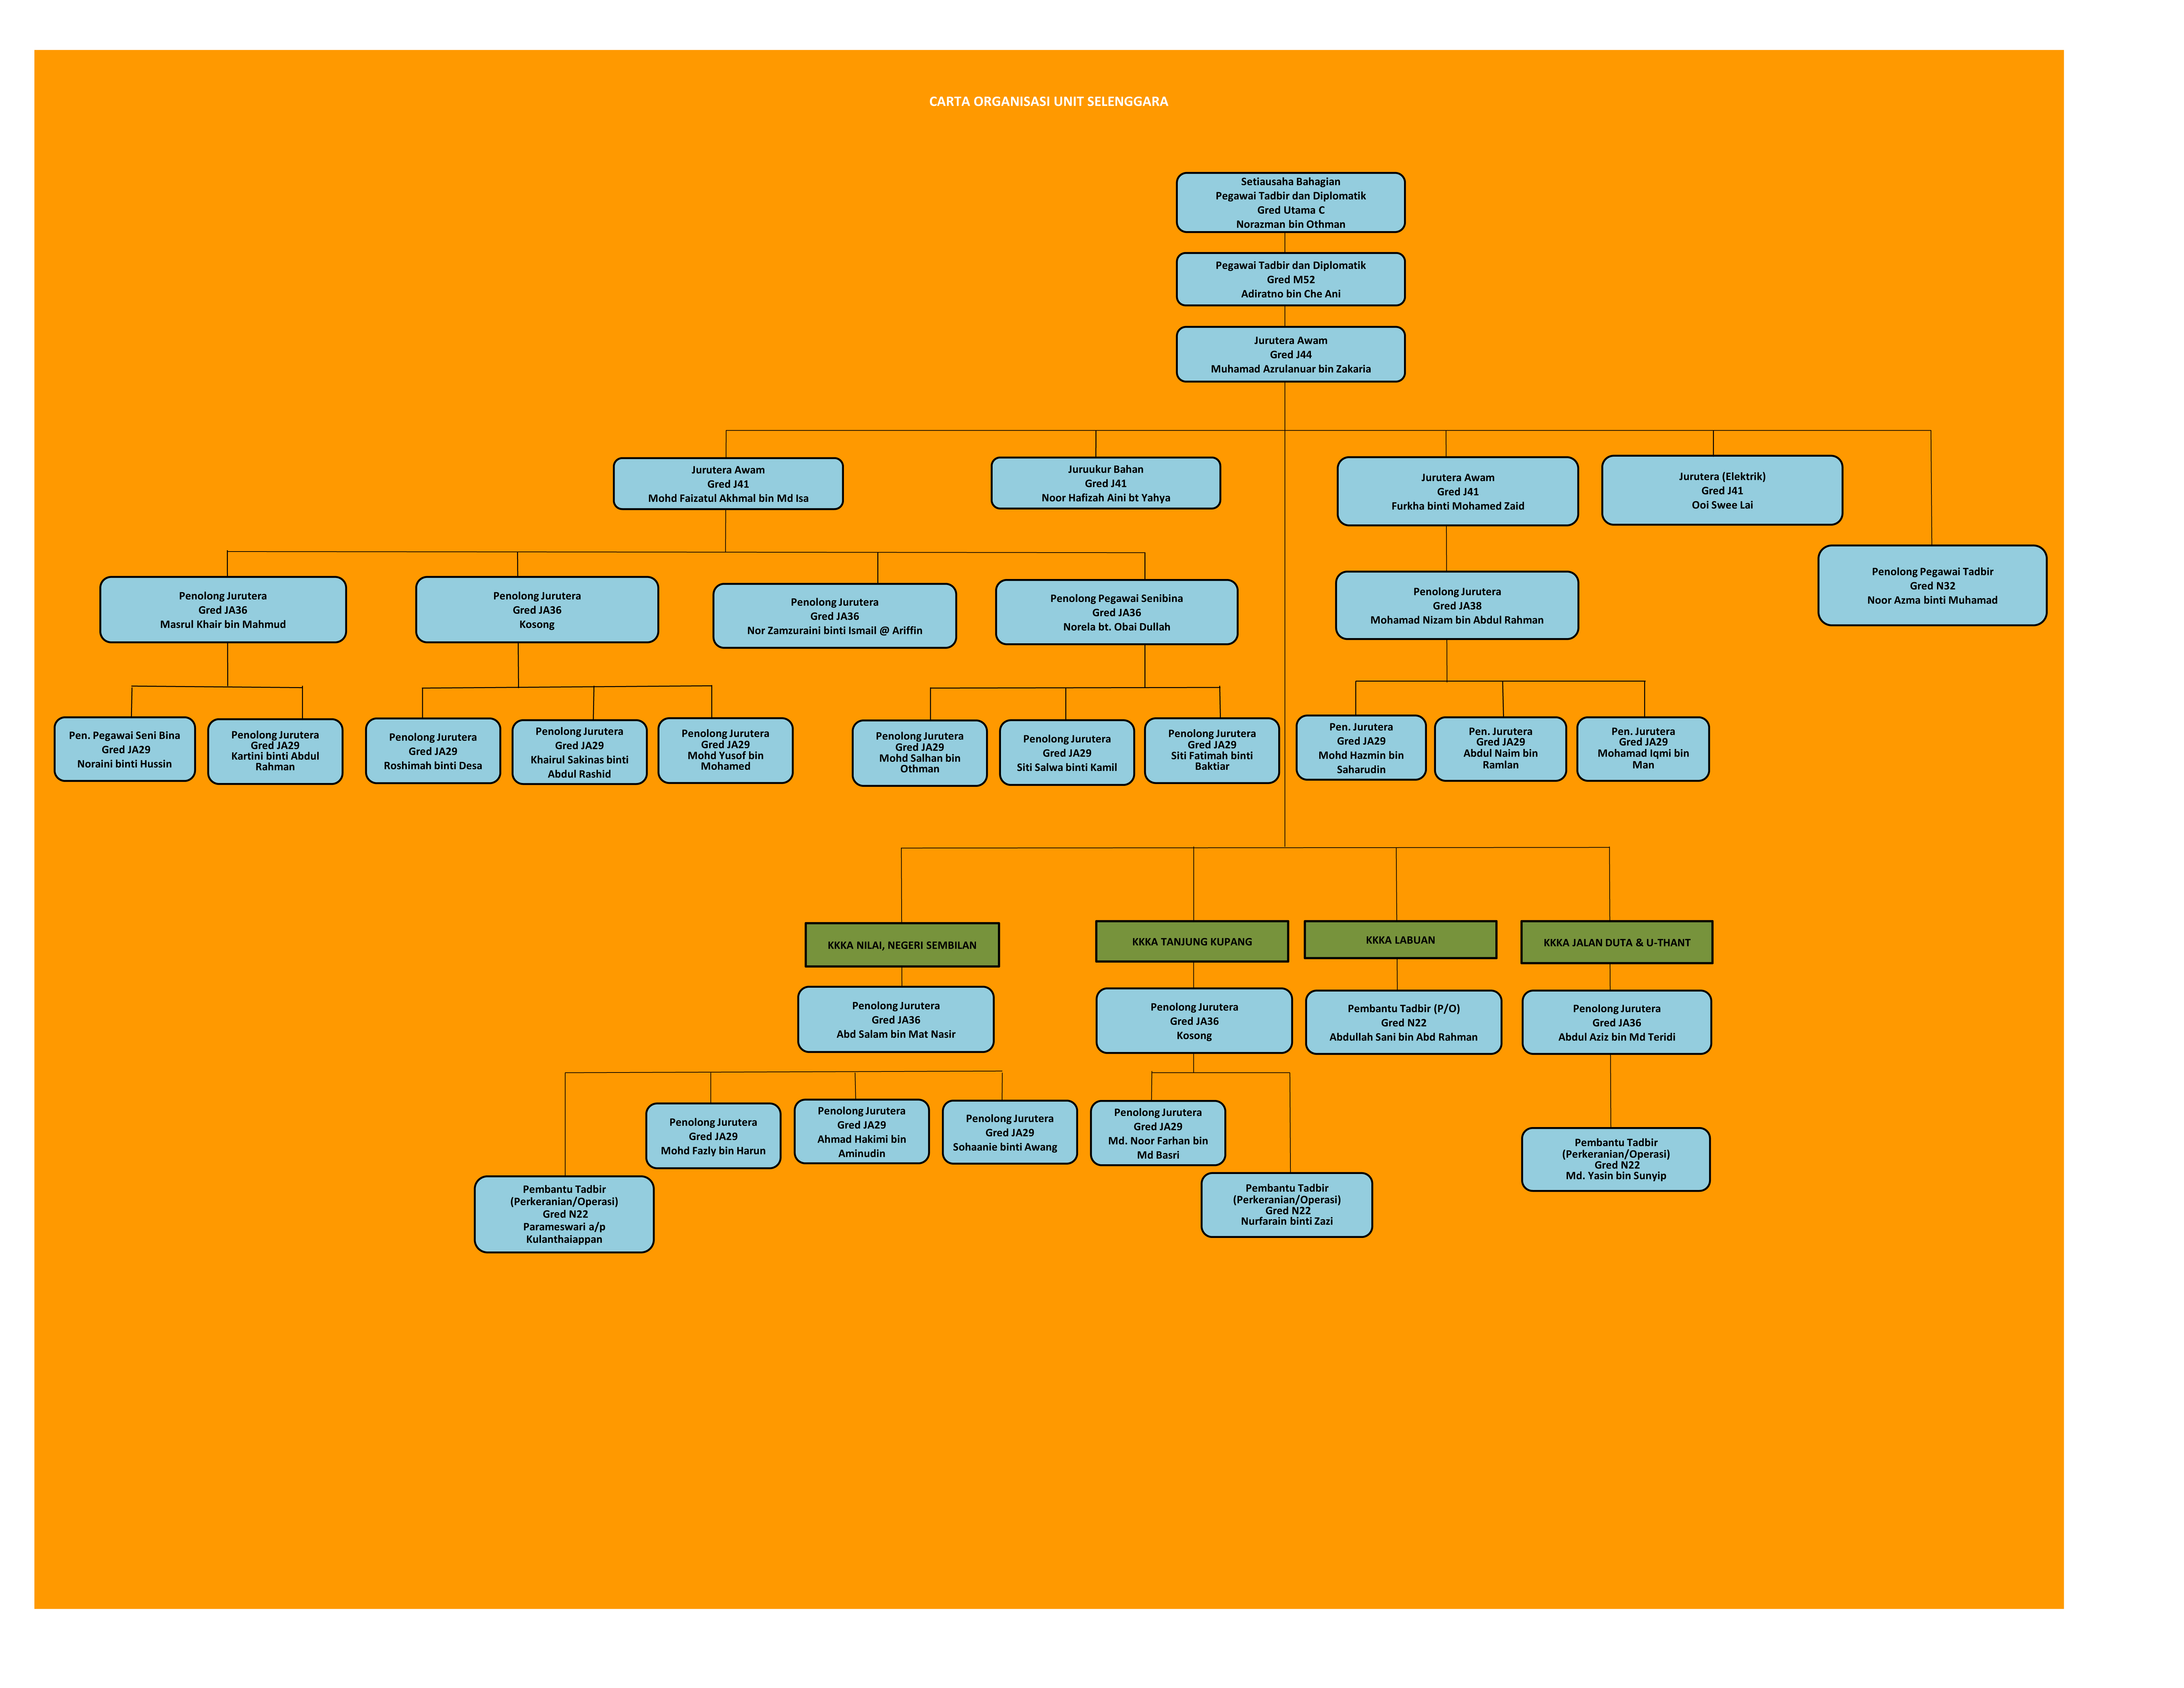 CARTA ORGANISASI UNIT SELENGGARA
Setiausaha Bahagian
Pegawai Tadbir dan Diplomatik
Gred Utama C
Norazman bin Othman
Pegawai Tadbir dan Diplomatik
Gred M52
Adiratno bin Che Ani
Jurutera Awam
Gred J44
Muhamad Azrulanuar bin Zakaria
Jurutera Awam
Gred J41
Mohd Faizatul Akhmal bin Md Isa
Juruukur Bahan
Gred J41
Noor Hafizah Aini bt Yahya
Jurutera Awam
Gred J41
Furkha binti Mohamed Zaid
Jurutera (Elektrik)
Gred J41
Ooi Swee Lai
Penolong Pegawai Tadbir
Gred N32
Noor Azma binti Muhamad
Penolong Jurutera
Gred JA36
Masrul Khair bin Mahmud
Penolong Jurutera
Gred JA36
Kosong
Penolong Jurutera
Gred JA36
Nor Zamzuraini binti Ismail @ Ariffin
Penolong Pegawai Senibina
Gred JA36
Norela bt. Obai Dullah
Penolong Jurutera
Gred JA38
Mohamad Nizam bin Abdul Rahman
Pen. Pegawai Seni Bina
Gred JA29
Noraini binti Hussin
Penolong Jurutera
Gred JA29
Kartini binti Abdul
Rahman
Penolong Jurutera
Gred JA29
Roshimah binti Desa
Penolong Jurutera
Gred JA29
Khairul Sakinas binti
Abdul Rashid
Penolong Jurutera
Gred JA29
Mohd Yusof bin
Mohamed
Penolong Jurutera
Gred JA29
Mohd Salhan bin
Othman
Penolong Jurutera
Gred JA29
Siti Salwa binti Kamil
Penolong Jurutera
Gred JA29
Siti Fatimah binti
Baktiar
Pen. Jurutera
Gred JA29
Mohd Hazmin bin
Saharudin
Pen. Jurutera
Gred JA29
Abdul Naim bin
Ramlan
Pen. Jurutera
Gred JA29
Mohamad Iqmi bin
Man
KKKA NILAI, NEGERI SEMBILAN
KKKA TANJUNG KUPANG
KKKA LABUAN
KKKA JALAN DUTA & U-THANT
Penolong Jurutera
Gred JA36
Abd Salam bin Mat Nasir
Penolong Jurutera
Gred JA36
Kosong
Pembantu Tadbir (P/O)
Gred N22
Abdullah Sani bin Abd Rahman
Penolong Jurutera
Gred JA36
Abdul Aziz bin Md Teridi
Penolong Jurutera
Gred JA29
Mohd Fazly bin Harun
Penolong Jurutera
Gred JA29
Ahmad Hakimi bin
Aminudin
Penolong Jurutera
Gred JA29
Sohaanie binti Awang
Penolong Jurutera
Gred JA29
Md. Noor Farhan bin
Md Basri
Pembantu Tadbir
(Perkeranian/Operasi)
Gred N22
Md. Yasin bin Sunyip
Pembantu Tadbir
(Perkeranian/Operasi)
Gred N22
Parameswari a/p
Kulanthaiappan
Pembantu Tadbir
(Perkeranian/Operasi)
Gred N22
Nurfarain binti Zazi